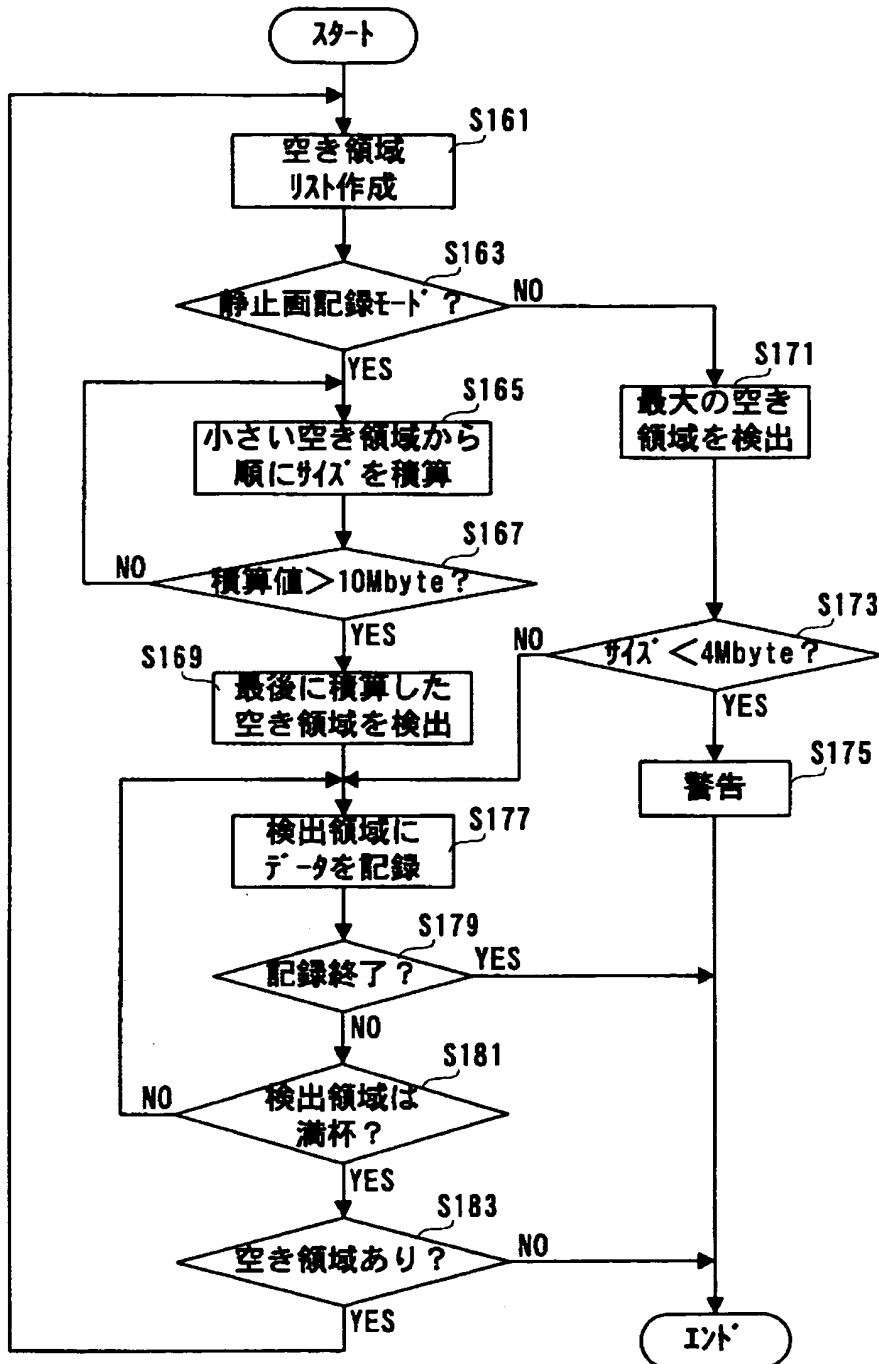 スタート
S161
空き領域
リスト作成
S163
静止画記録モード?
NO
YES
S171
最大の空き
領域を検出
S165
小さい空き領域から
順にサイズを積算
S167
NO
積算値>10Mbyte?
YES
S173
NO
サイズ<4Mbyte?
YES
S169
最後に積算した
空き領域を検出
S175
警告
S177
検出領域に
データを記録
S179
記録終了?
YES
NO
S181
NO
検出領域は
満杯?
YES
S183
空き領域あり?
NO
YES
エンド